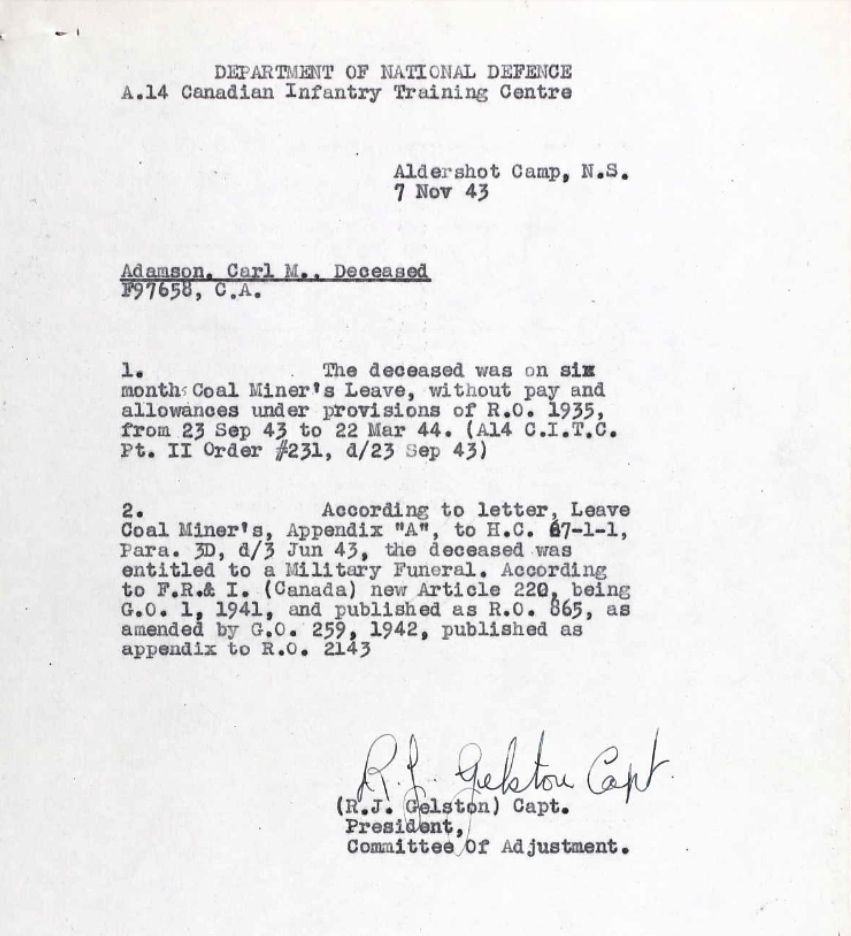 DEPARTMENT OF NATIONAL DEFENCE
A.14 Canadian Infantry Training Centre
Aldershot Camp, N.S.
7 Nov 43
Adamson, Carl M., Deceased
F97658, C.A.
1. The deceased was on six
months Coal Miner's Leave, without pay and
allowances under provisions of R.O. 1935,
from 23 Sep 43 to 22 Mar 44. (A14 C.I.T.C.
Pt. II Order #231, d/23 Sep 43)
2. According to letter, Leave
Coal Miner's, Appendix "A", to H.C. 67-1-1,
Para. 3D, d/3 Jun 43, the deceased was
entitled to a Military Funeral. According
to F.R.& I. (Canada) new Article 220, being
G.O. 1, 1941, and published as R.O. 865, as
amended by G.O. 259, 1942, published as
appendix to R.O. 2143
R.J. Gelston Capt.
(R.J. Gelston) Capt.
President,
Committee Of Adjustment.